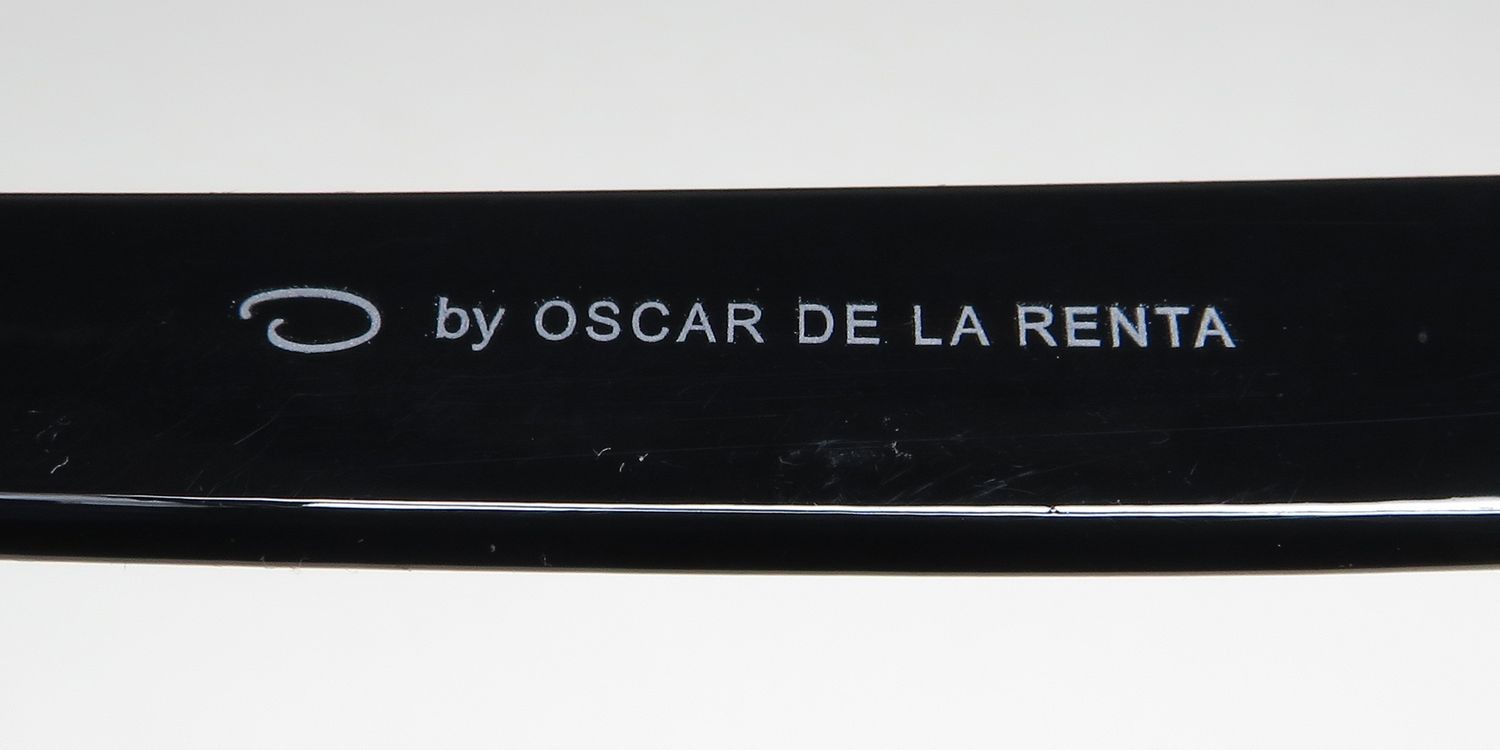 O by OSCAR DE LA RENTA